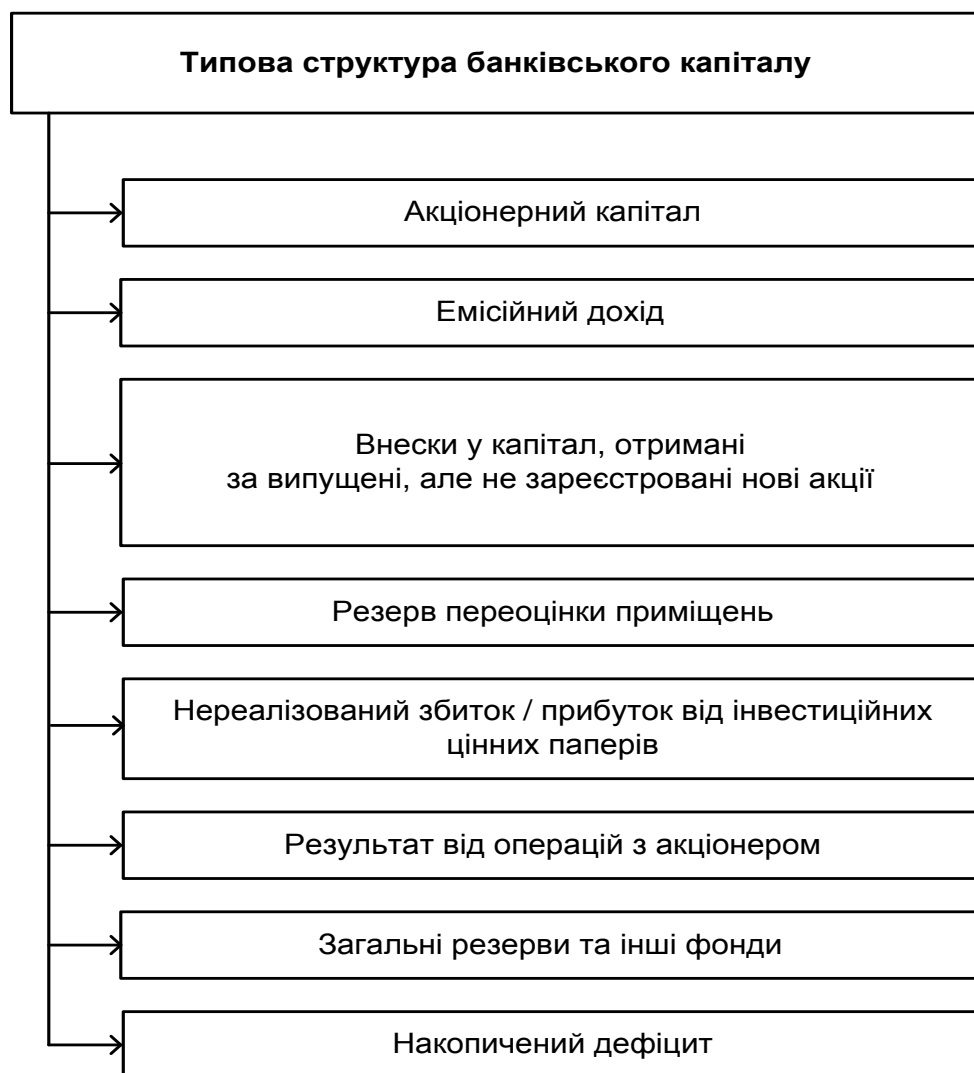 Типова структура банківського капіталу
Акціонерний капітал
Емісійний дохід
Внески у капітал, отримані
за випущені, але не зареєстровані нові акції
Резерв переоцінки приміщень
Нереалізований збиток / прибуток від інвестиційних
цінних паперів
Результат від операцій з акціонером
Загальні резерви та інші фонди
Накопичений дефіцит